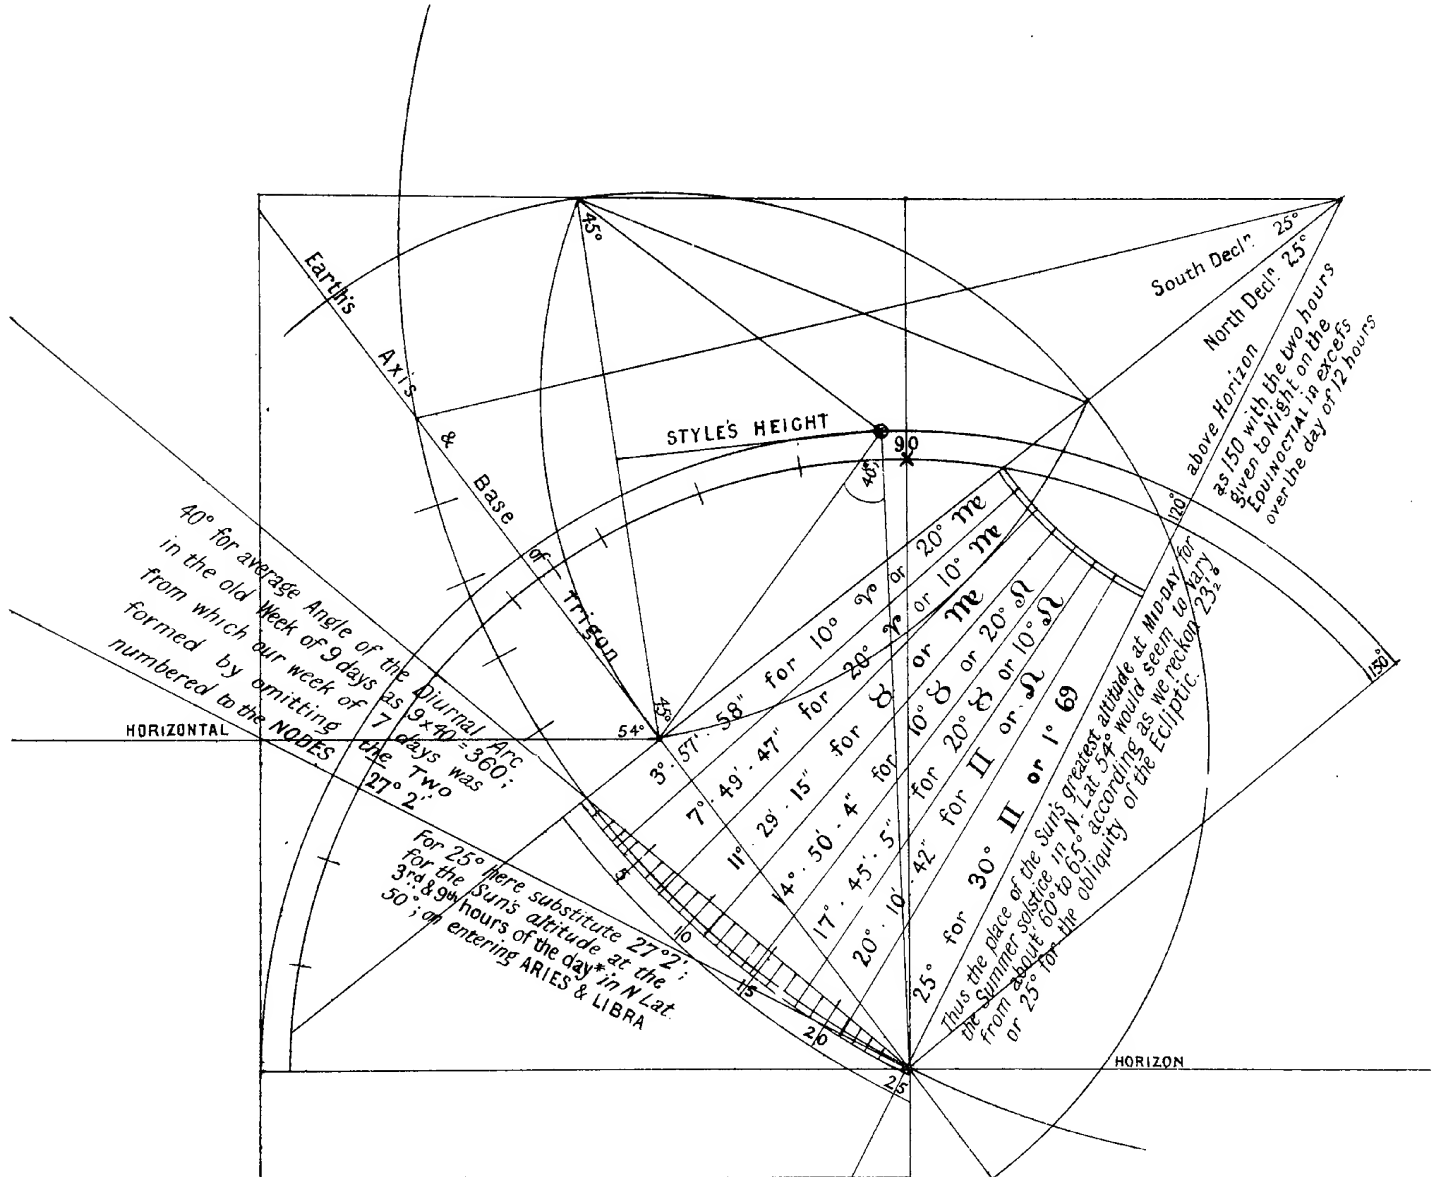 45°
Earth's Axis & Base of Trigon
South Decl.n 25°
North Decl.n 25°
above Horizon
as 150 with the two hours
given to Night on the
EQUINOCTIAL in excess
over the day of 12 hours
STYLE'S HEIGHT
90
40°
120°
150°
40° for average Angle of the Diurnal Arc
in the old Week of 9 days as 9×40°=360;
from which our week of 7 days was
formed by omitting the Two
numbered to the NODES
27° 2'
HORIZONTAL
54°
45°
3° 57' 58" for 10° ♈ or 20° ♍
7° 49' 47" for 20° ♈ or 10° ♍
11° 29' 15" for ♉ or ♍
14° 50' 4" for 10° ♉ or 20° ♌
17° 45' 5" for 20° ♉ or 10° ♌
20° 10' 42" for ♊ or ♌
25° for 30° ♊ or 1° 69
Thus the place of the Sun's greatest altitude at MID-DAY for
the Summer solstice in N. Lat 54° would seem to vary
from about 60° to 65° according as we reckon 23½°
or 25° for the obliquity of the Ecliptic.
For 25° here substitute 27° 2';
for the Sun's altitude at the
3rd & 9th hours of the day* in N Lat.
50°; on entering ARIES & LIBRA
5
10
15
20
25
HORIZON